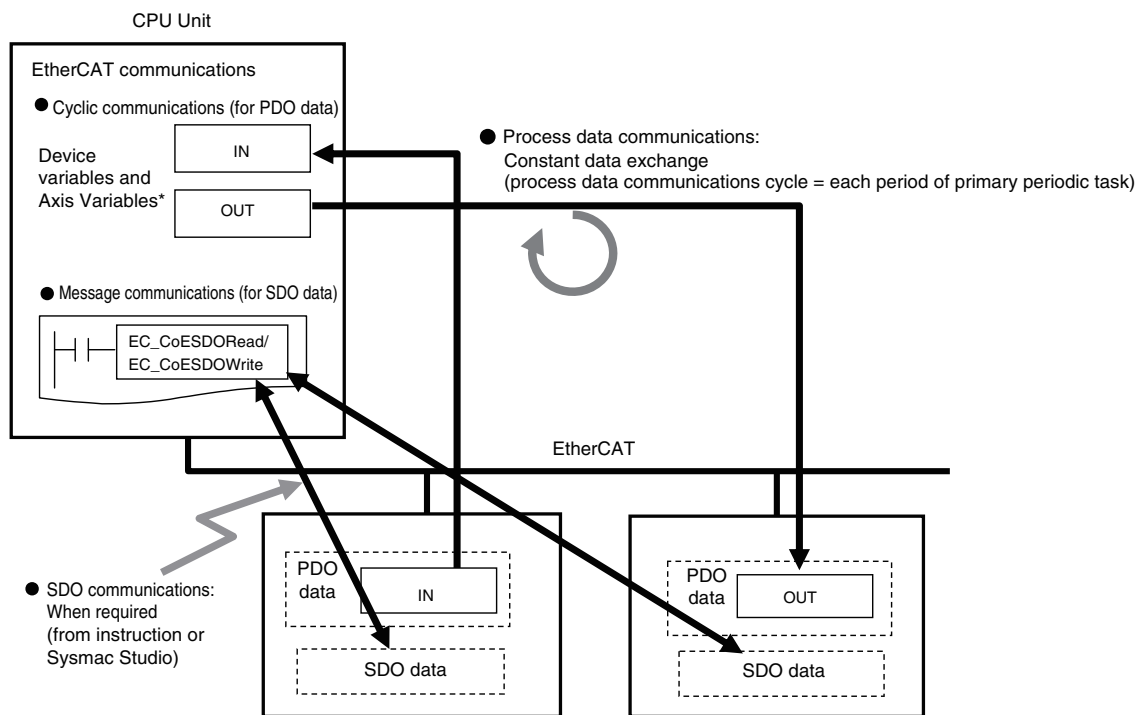 CPU Unit
EtherCAT communications
● Cyclic communications (for PDO data)
Device
variables and
Axis Variables*
IN
OUT
● Process data communications:
Constant data exchange
(process data communications cycle = each period of primary periodic task)
● Message communications (for SDO data)
EC_CoESDORead/
EC_CoESDOWrite
EtherCAT
● SDO communications:
When required
(from instruction or
Sysmac Studio)
PDO
data
IN
SDO data
PDO
data
OUT
SDO data